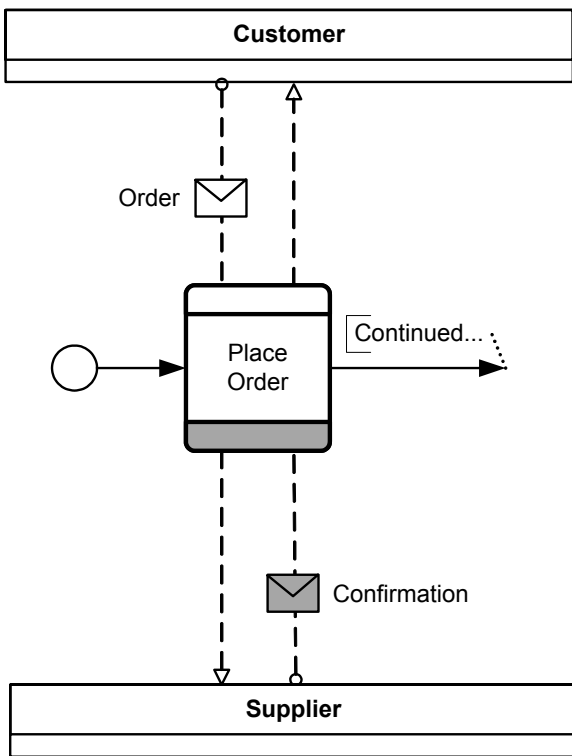 Customer
Order
Continued...
Place
Order
Confirmation
Supplier